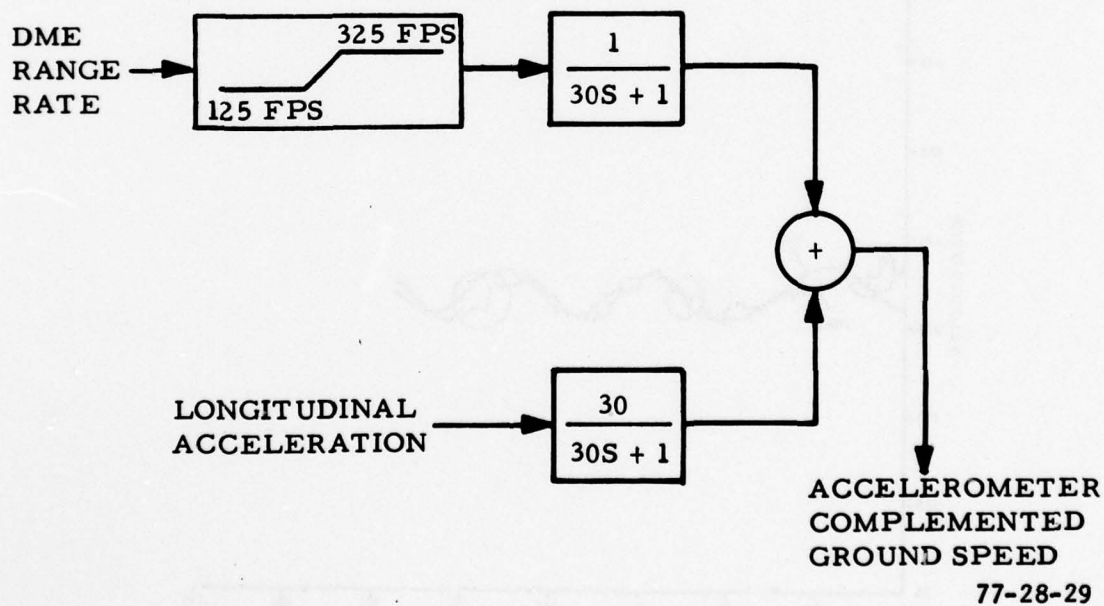 DME
RANGE
RATE
325 FPS
125 FPS
1
30S + 1
+
LONGITUDINAL
ACCELERATION
30
30S + 1
ACCELEROMETER
COMPLEMENTED
GROUND SPEED
77-28-29